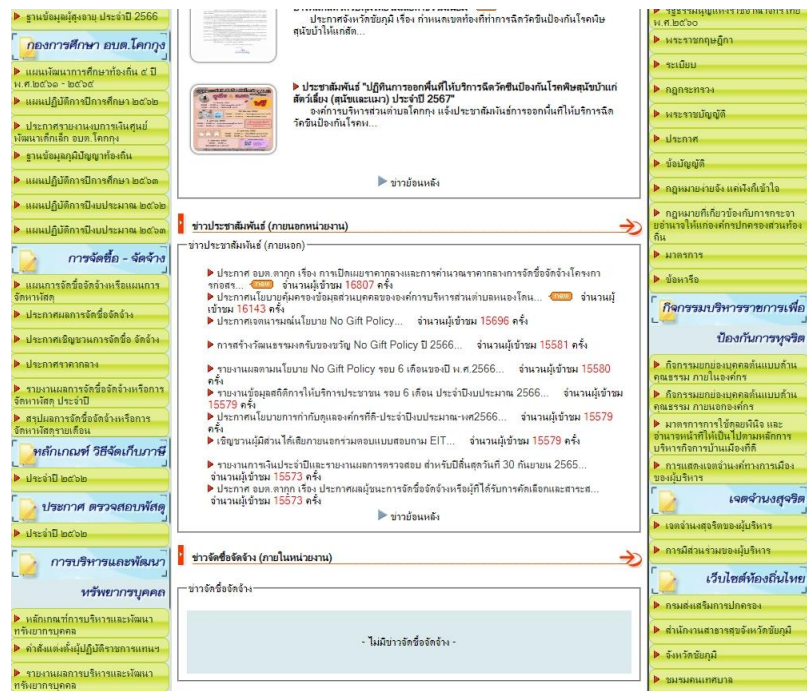 ฐานข้อมูลผู้สูงอายุ ประจำปี 2566
กองการศึกษา อบต.โคกกุง
แผนพัฒนาการศึกษาท้องถิ่น ๕ ปี
พ.ศ.๒๕๖๑ - ๒๕๖๕
แผนปฏิบัติการปีการศึกษา ๒๕๖๒
ประกาศรายงานงบการเงินศูนย์
พัฒนาเด็กเล็ก อบต.โคกกุง
ฐานข้อมูลภูมิปัญญาท้องถิ่น
แผนปฏิบัติการปีการศึกษา ๒๕๖๓
แผนปฏิบัติการปีงบประมาณ ๒๕๖๒
แผนปฏิบัติการปีงบประมาณ ๒๕๖๓
การจัดซื้อ - จัดจ้าง
แผนการจัดซื้อจัดจ้างหรือแผนการ
จัดหาพัสดุ
ประกาศผลการจัดซื้อจัดจ้าง
ประกาศเชิญชวนการจัดซื้อ จัดจ้าง
ประกาศราคากลาง
รายงานผลการจัดซื้อจัดจ้างหรือการ
จัดหาพัสดุ ประจำปี
สรุปผลการจัดซื้อจัดจ้างหรือการ
จัดหาพัสดุรายเดือน
หลักเกณฑ์ วิธีจัดเก็บภาษี
ประจำปี ๒๕๖๒
ประกาศ ตรวจสอบพัสดุ
ประจำปี ๒๕๖๒
การบริหารและพัฒนา
ทรัพยากรบุคคล
หลักเกณฑ์การบริหารและพัฒนา
ทรัพยากรบุคคล
คำสั่งแต่งตั้งผู้ปฏิบัติราชการแทนฯ
รายงานผลการบริหารและพัฒนา
ทรัพยากรบุคคล
ประกาศจังหวัดชัยภูมิ เรื่อง กำหนดเขตท้องที่ทำการฉีดวัคซีนป้องกันโรคพิษ
สุนัขบ้าให้แก่สัต...
ประชาสัมพันธ์ "ปฏิทินการออกพื้นที่ให้บริการฉีดวัคซีนป้องกันโรคพิษสุนัขบ้าแก่
สัตว์เลี้ยง (สุนัขและแมว) ประจำปี 2567"
องค์การบริหารส่วนตำบลโคกกุง แจ้งประชาสัมพันธ์การออกพื้นที่ให้บริการฉีด
วัคซีนป้องกันโรคพ...
ข่าวย้อนหลัง
ข่าวประชาสัมพันธ์ (ภายนอกหน่วยงาน)
ข่าวประชาสัมพันธ์ (ภายนอก)
ประกาศ อบต.ตาถุก เรื่อง การเปิดเผยราคากลางและการคำนวณราคากลางการจัดซื้อจัดจ้างโครงกา
รก่อสร... new จำนวนผู้เข้าชม 16807 ครั้ง
ประกาศนโยบายคุ้มครองข้อมูลส่วนบุคคลขององค์การบริหารส่วนตำบลหนองโดน... new จำนวนผู้
เข้าชม 16143 ครั้ง
ประกาศเจตนารมณ์นโยบาย No Gift Policy... จำนวนผู้เข้าชม 15696 ครั้ง
การสร้างวัฒนธรรมงดรับของขวัญ No Gift Policy ปี 2566... จำนวนผู้เข้าชม 15581 ครั้ง
รายงานผลตามนโยบาย No Gift Policy รอบ 6 เดือนของปี พ.ศ.2566... จำนวนผู้เข้าชม 15580
ครั้ง
รายงานข้อมูลสถิติการให้บริการประชาชน รอบ 6 เดือน ประจำปีงบประมาณ 2566... จำนวนผู้เข้าชม
15579 ครั้ง
ประกาศนโยบายการกำกับดูแลองค์กรที่ดี-ประจำปีงบประมาณ-พศ2566... จำนวนผู้เข้าชม 15579
ครั้ง
เชิญชวนผู้มีส่วนได้เสียภายนอกร่วมตอบแบบสอบถาม EIT... จำนวนผู้เข้าชม 15579 ครั้ง
รายงานการเงินประจำปีและรายงานผลการตรวจสอบ สำหรับปีสิ้นสุดวันที่ 30 กันยายน 2565...
จำนวนผู้เข้าชม 15573 ครั้ง
ประกาศ อบต.ตาถุก เรื่อง ประกาศผลผู้ชนะการจัดซื้อจัดจ้างหรือผู้ที่ได้รับการคัดเลือกและสาระส...
จำนวนผู้เข้าชม 15573 ครั้ง
ข่าวย้อนหลัง
ข่าวจัดซื้อจัดจ้าง (ภายในหน่วยงาน)
ข่าวจัดซื้อจัดจ้าง
- ไม่มีข่าวจัดซื้อจัดจ้าง -
พ.ศ.๒๕๖๐
พระราชกฤษฎีกา
ระเบียบ
กฎกระทรวง
พระราชบัญญัติ
ประกาศ
ข้อบัญญัติ
กฎหมายง่ายจัง แค่ฟังก็เข้าใจ
กฎหมายที่เกี่ยวข้องกับการกระจา
ยอำนาจให้แก่องค์กรปกครองส่วนท้อง
ถิ่น
มาตรการ
ข้อหารือ
กิจกรรมบริหารราชการเพื่อ
ป้องกันการทุจริต
กิจกรรมยกย่องบุคคลต้นแบบด้าน
คุณธรรม ภายในองค์กร
กิจกรรมยกย่องบุคคลต้นแบบด้าน
คุณธรรม ภายนอกองค์กร
มาตรการการใช้ดุลยพินิจ และ
อำนาจหน้าที่ให้เป็นไปตามหลักการ
บริหารกิจการบ้านเมืองที่ดี
การแสดงเจตจำนงค์ทางการเมือง
ของผู้บริหาร
เจตจำนงสุจริต
เจตจำนงสุจริตของผู้บริหาร
การมีส่วนร่วมของผู้บริหาร
เว็บไซต์ท้องถิ่นไทย
กรมส่งเสริมการปกครอง
สำนักงานสาธารสุขจังหวัดชัยภูมิ
จังหวัดชัยภูมิ
ชมรมคนเทศบาล